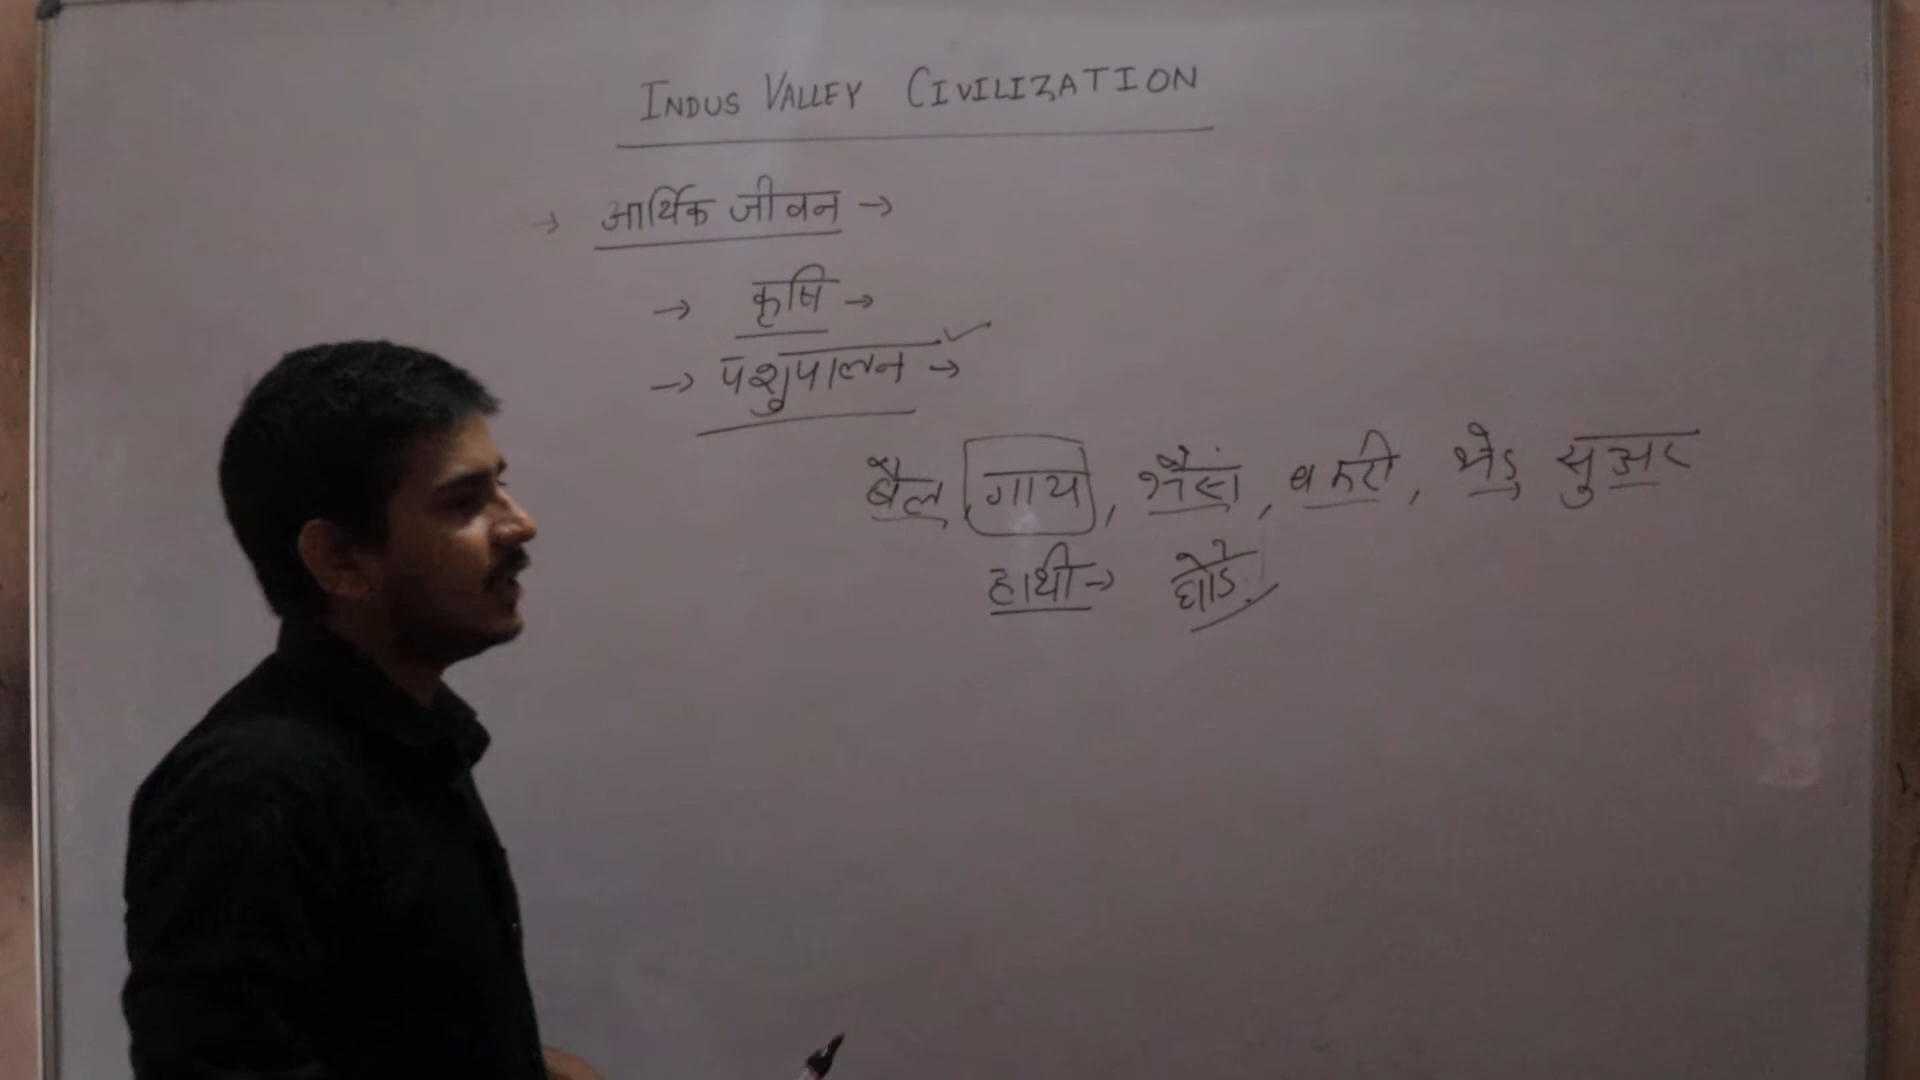 INDUS VALLEY CIVILIZATION
→ आर्थिक जीवन →
→ कृषि →
→ पशुपालन →
बैल, गाय, भैंस, बकरी, भेड़ सुअर
हाथी → घोड़े